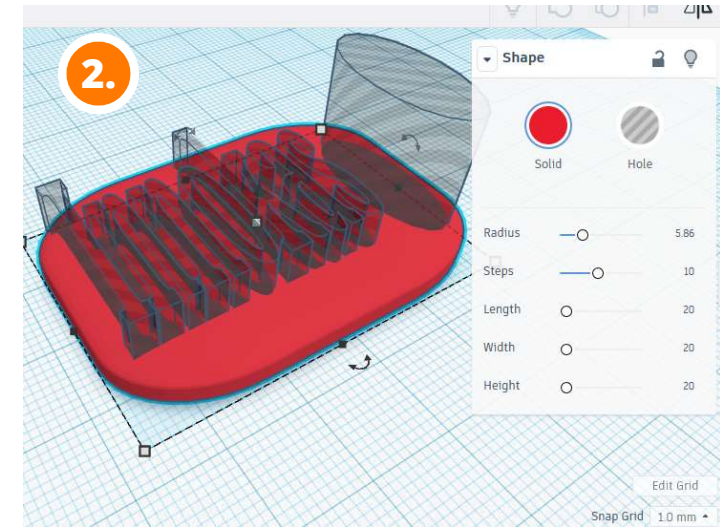 2.
Shape
Solid Hole
Radius 5.86
Steps 10
Length 20
Width 20
Height 20
Edit Grid
Snap Grid 1.0 mm